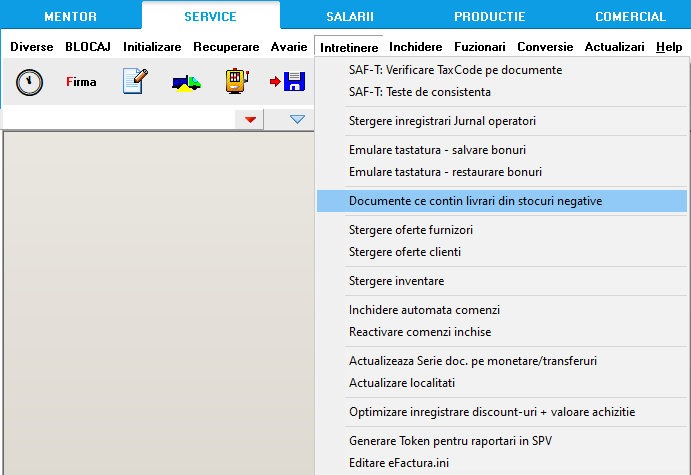 MENTOR SERVICE SALARII PRODUCTIE COMERCIAL
Diverse BLOCAJ Initializare Recuperare Avarie Intretinere Inchidere Fuzionari Conversie Actualizari Help
Firma
SAF-T: Verificare TaxCode pe documente
SAF-T: Teste de consistenta
Stergere inregistrari Jurnal operatori
Emulare tastatura - salvare bonuri
Emulare tastatura - restaurare bonuri
Documente ce contin livrari din stocuri negative
Stergere oferte furnizori
Stergere oferte clienti
Stergere inventare
Inchidere automata comenzi
Reactivare comenzi inchise
Actualizeaza Serie doc. pe monetare/transferuri
Actualizare localitati
Optimizare inregistrare discount-uri + valoare achizitie
Generare Token pentru raportari in SPV
Editare eFactura.ini